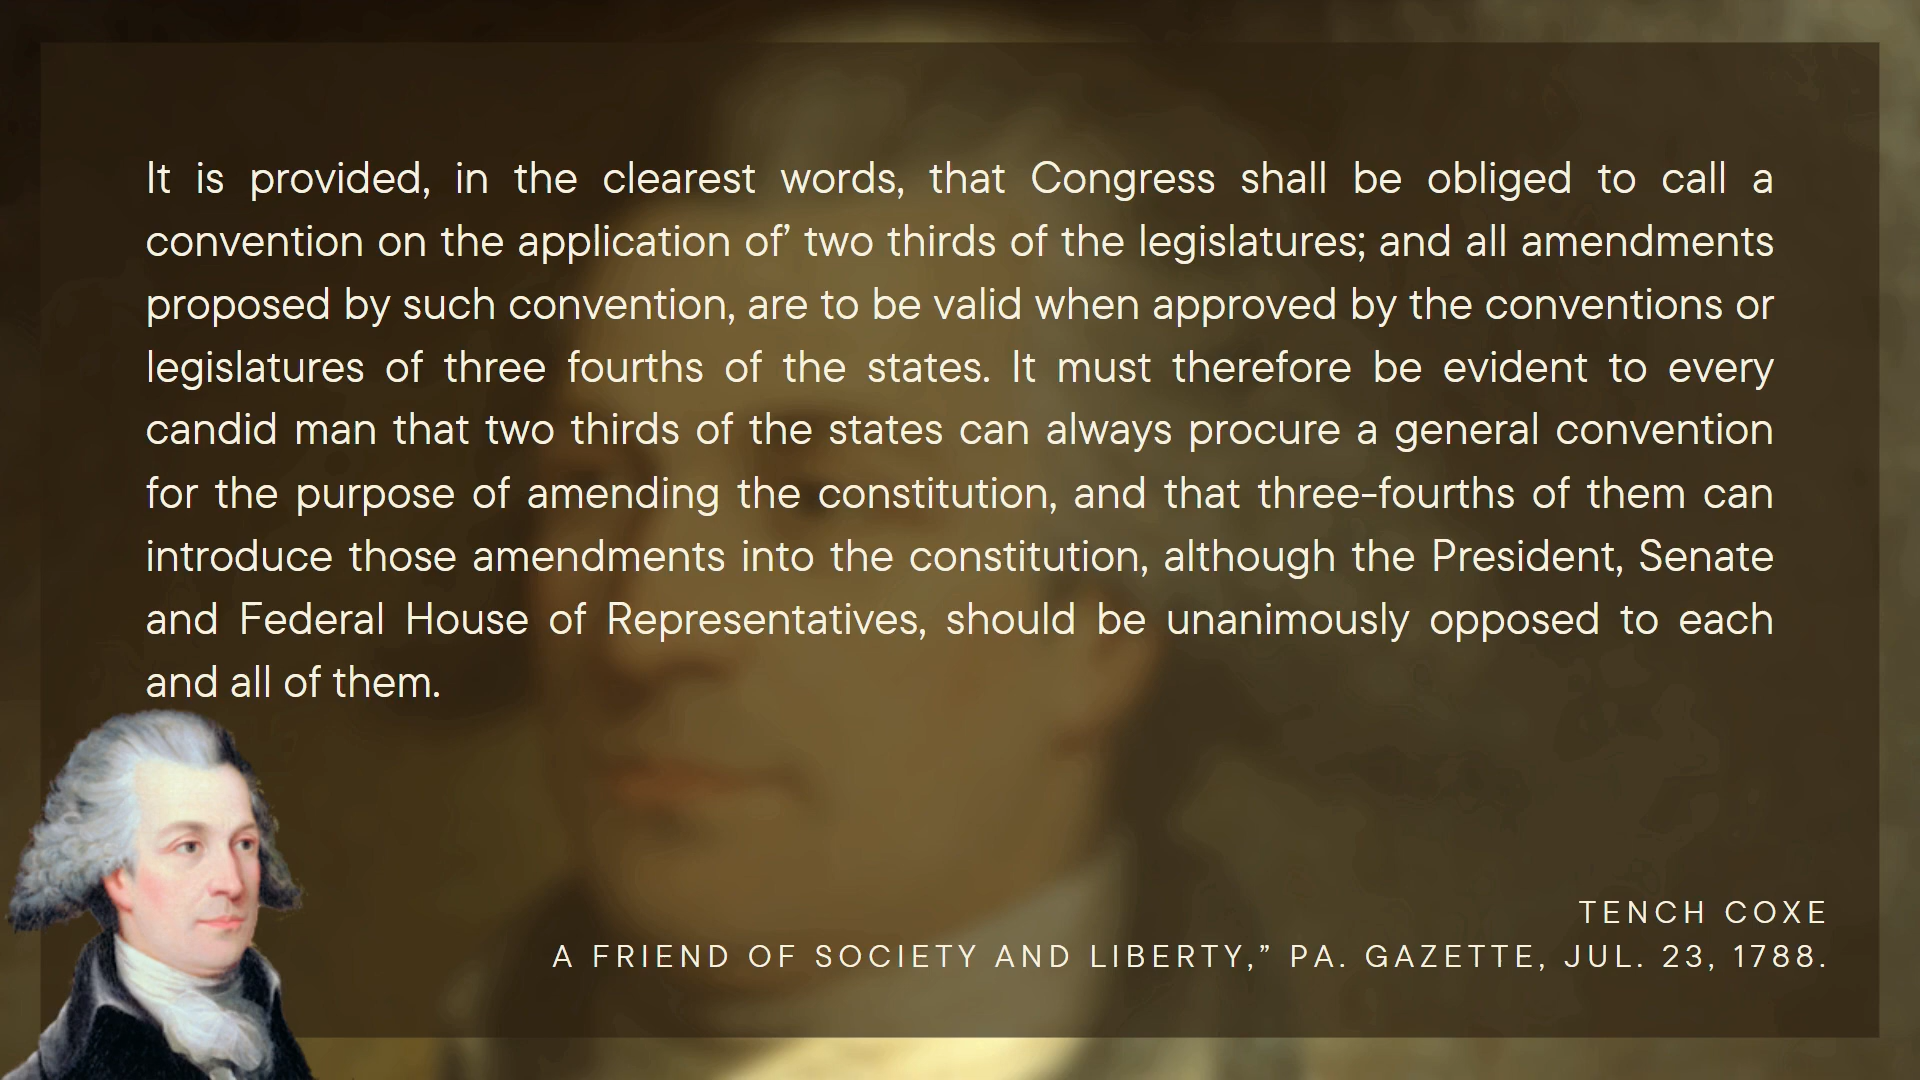 It is provided, in the clearest words, that Congress shall be obliged to call a
convention on the application of’ two thirds of the legislatures; and all amendments
proposed by such convention, are to be valid when approved by the conventions or
legislatures of three fourths of the states. It must therefore be evident to every
candid man that two thirds of the states can always procure a general convention
for the purpose of amending the constitution, and that three-fourths of them can
introduce those amendments into the constitution, although the President, Senate
and Federal House of Representatives, should be unanimously opposed to each
and all of them.
TENCH COXE
A FRIEND OF SOCIETY AND LIBERTY,” PA. GAZETTE, JUL. 23, 1788.